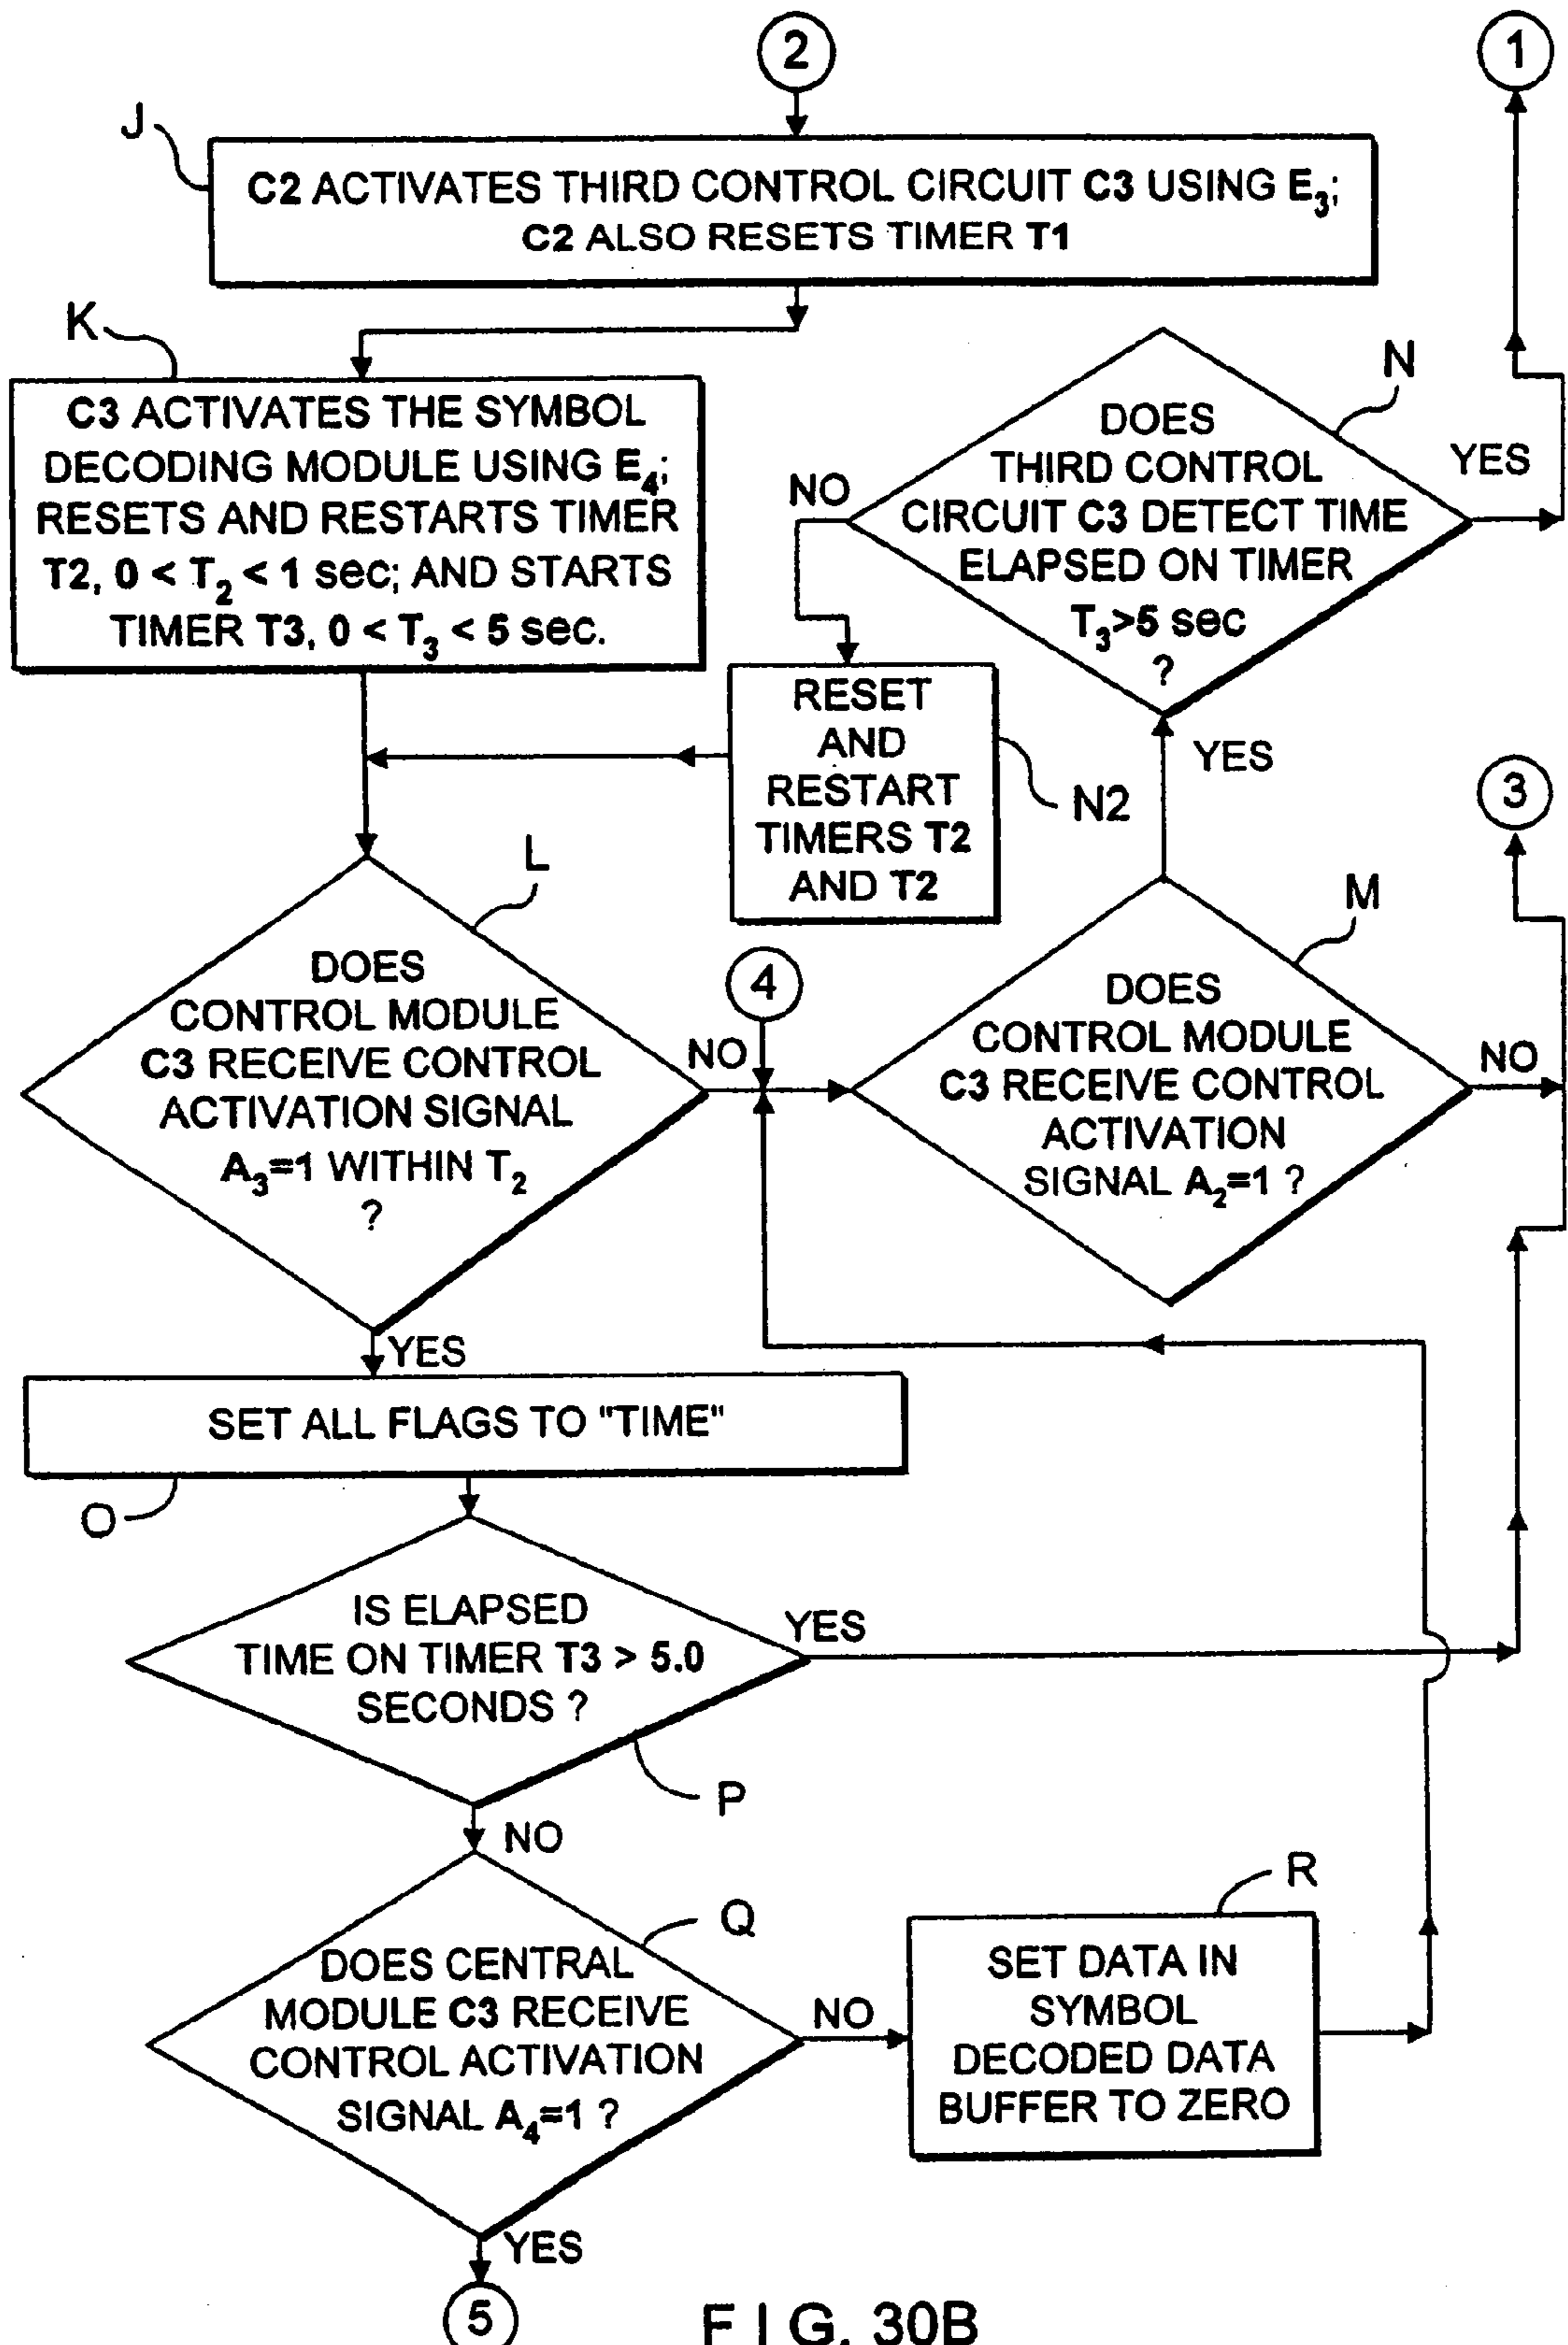 2
1
J
C2 ACTIVATES THIRD CONTROL CIRCUIT C3 USING E₃;
C2 ALSO RESETS TIMER T1
K
C3 ACTIVATES THE SYMBOL
DECODING MODULE USING E₄;
RESETS AND RESTARTS TIMER
T2, 0 < T₂ < 1 sec; AND STARTS
TIMER T3, 0 < T₃ < 5 sec.
N
DOES
THIRD CONTROL
CIRCUIT C3 DETECT TIME
ELAPSED ON TIMER
T₃>5 sec
?
NO
YES
RESET
AND
RESTART
TIMERS T2
AND T2
N2
YES
3
L
DOES
CONTROL MODULE
C3 RECEIVE CONTROL
ACTIVATION SIGNAL
A₃=1 WITHIN T₂
?
NO
4
M
DOES
CONTROL MODULE
C3 RECEIVE CONTROL
ACTIVATION
SIGNAL A₂=1 ?
NO
YES
SET ALL FLAGS TO "TIME"
O
IS ELAPSED
TIME ON TIMER T3 > 5.0
SECONDS ?
YES
P
NO
Q
DOES CENTRAL
MODULE C3 RECEIVE
CONTROL ACTIVATION
SIGNAL A₄=1 ?
NO
R
SET DATA IN
SYMBOL
DECODED DATA
BUFFER TO ZERO
YES
5
FIG. 30B